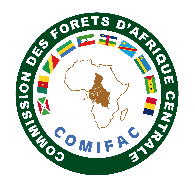 COMMISSION DES FORETS D'AFRIQUE CENTRALE
COMIFAC